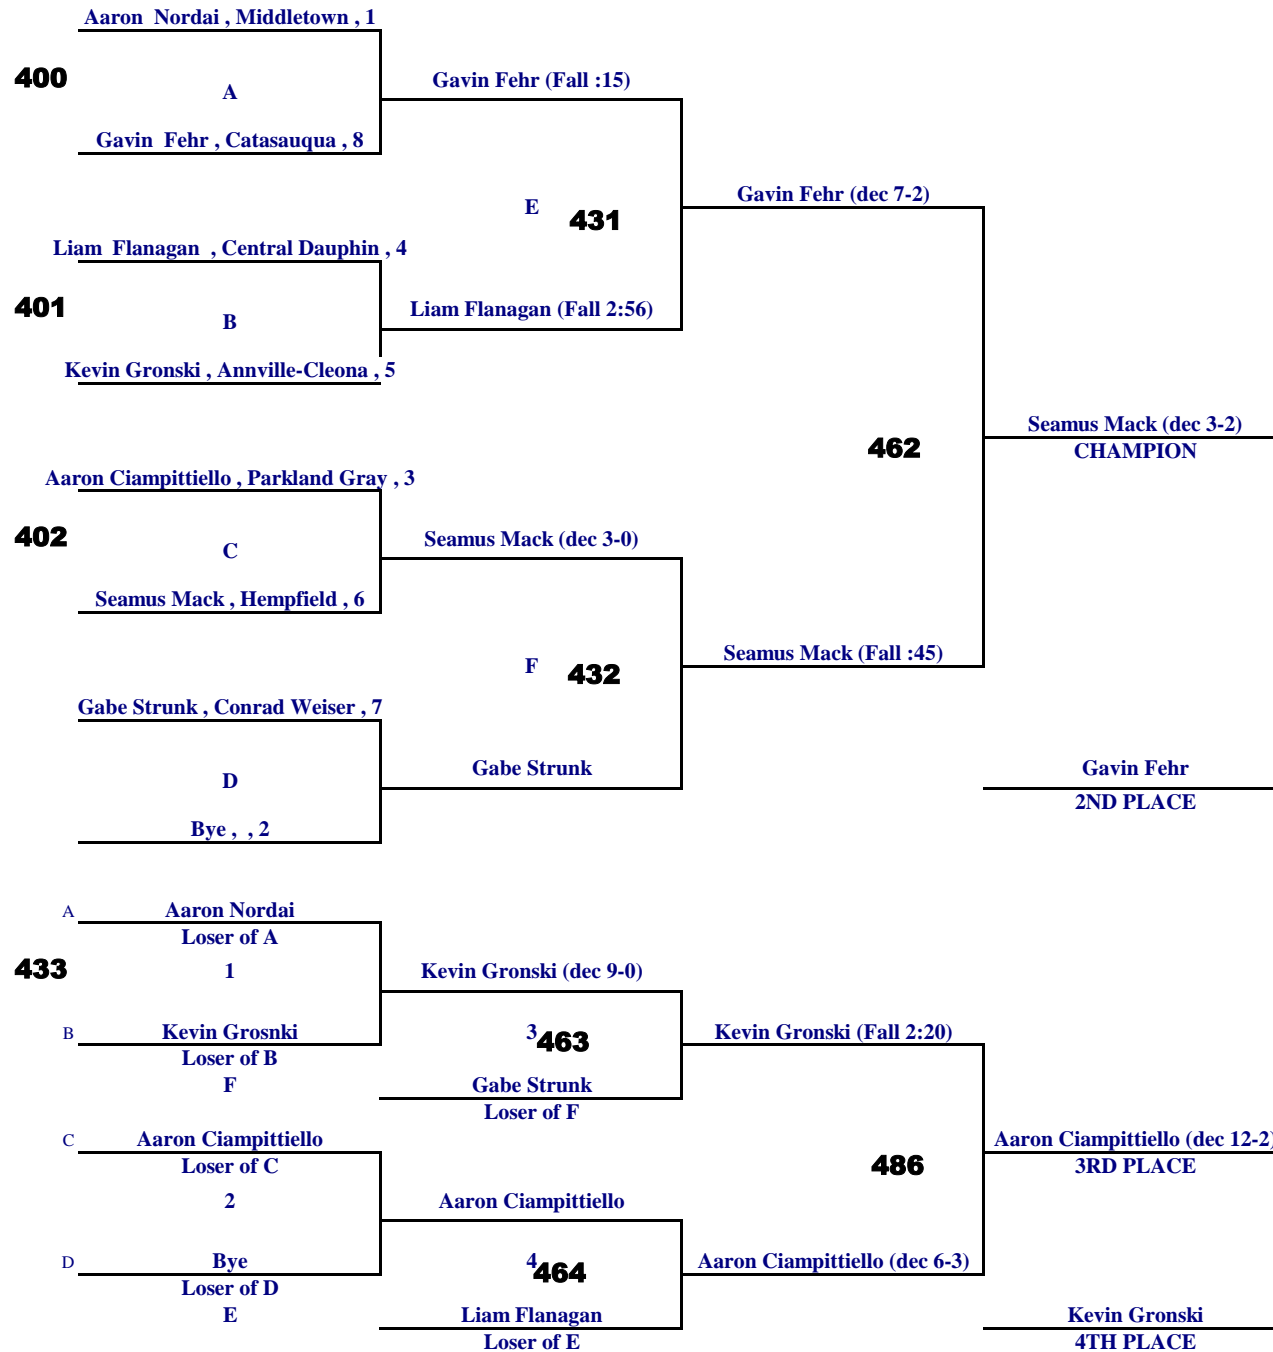 Aaron  Nordai , Middletown , 1
400
A
Gavin Fehr (Fall :15)
Gavin  Fehr , Catasauqua , 8
E
431
Gavin Fehr (dec 7-2)
Liam  Flanagan  , Central Dauphin , 4
401
B
Liam Flanagan (Fall 2:56)
Kevin Gronski , Annville-Cleona , 5
462
Seamus Mack (dec 3-2)
CHAMPION
Aaron Ciampittiello , Parkland Gray , 3
402
C
Seamus Mack (dec 3-0)
Seamus Mack , Hempfield , 6
F
432
Seamus Mack (Fall :45)
Gabe Strunk , Conrad Weiser , 7
D
Gabe Strunk
Bye ,  , 2
Gavin Fehr
2ND PLACE
A
Aaron Nordai
Loser of A
433
1
Kevin Gronski (dec 9-0)
B
Kevin Grosnki
Loser of B
3
463
Kevin Gronski (Fall 2:20)
F
Gabe Strunk
Loser of F
C
Aaron Ciampittiello
Loser of C
486
Aaron Ciampittiello (dec 12-2)
3RD PLACE
2
Aaron Ciampittiello
D
Bye
Loser of D
4
464
Aaron Ciampittiello (dec 6-3)
E
Liam Flanagan
Loser of E
Kevin Gronski
4TH PLACE